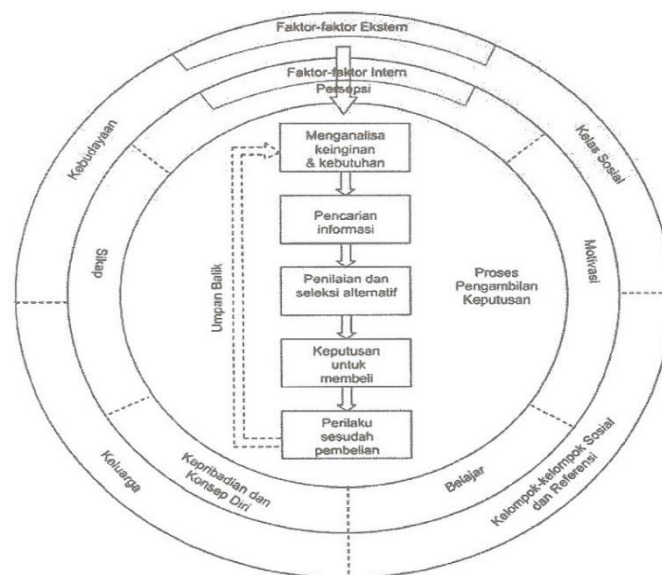 Faktor-faktor Ekstern
Faktor-faktor Intern
Persepsi
Kebudayaan
Kelas Sosial
Menganalisa
keinginan
& kebutuhan
Pencarian
informasi
Sikap
Motivasi
Umpan Balik
Penilaian dan
seleksi alternatif
Proses
Pengambilan
Keputusan
Keputusan
untuk
membeli
Perilaku
sesudah
pembelian
Keluarga
Kepribadian dan
Konsep Diri
Belajar
Kelompok-kelompok Sosial
dan Referensi